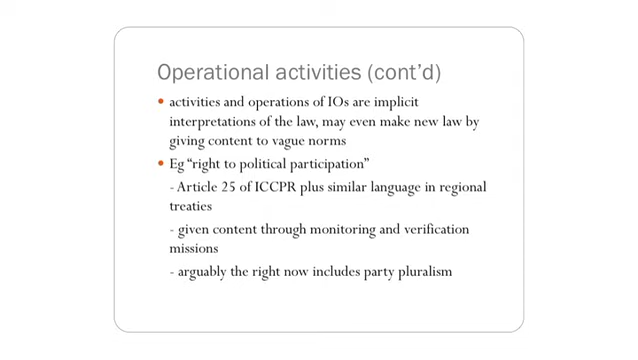 Operational activities (cont'd)
• activities and operations of IOs are implicit
interpretations of the law, may even make new law by
giving content to vague norms
• Eg “right to political participation”
- Article 25 of ICCPR plus similar language in regional
treaties
- given content through monitoring and verification
missions
- arguably the right now includes party pluralism